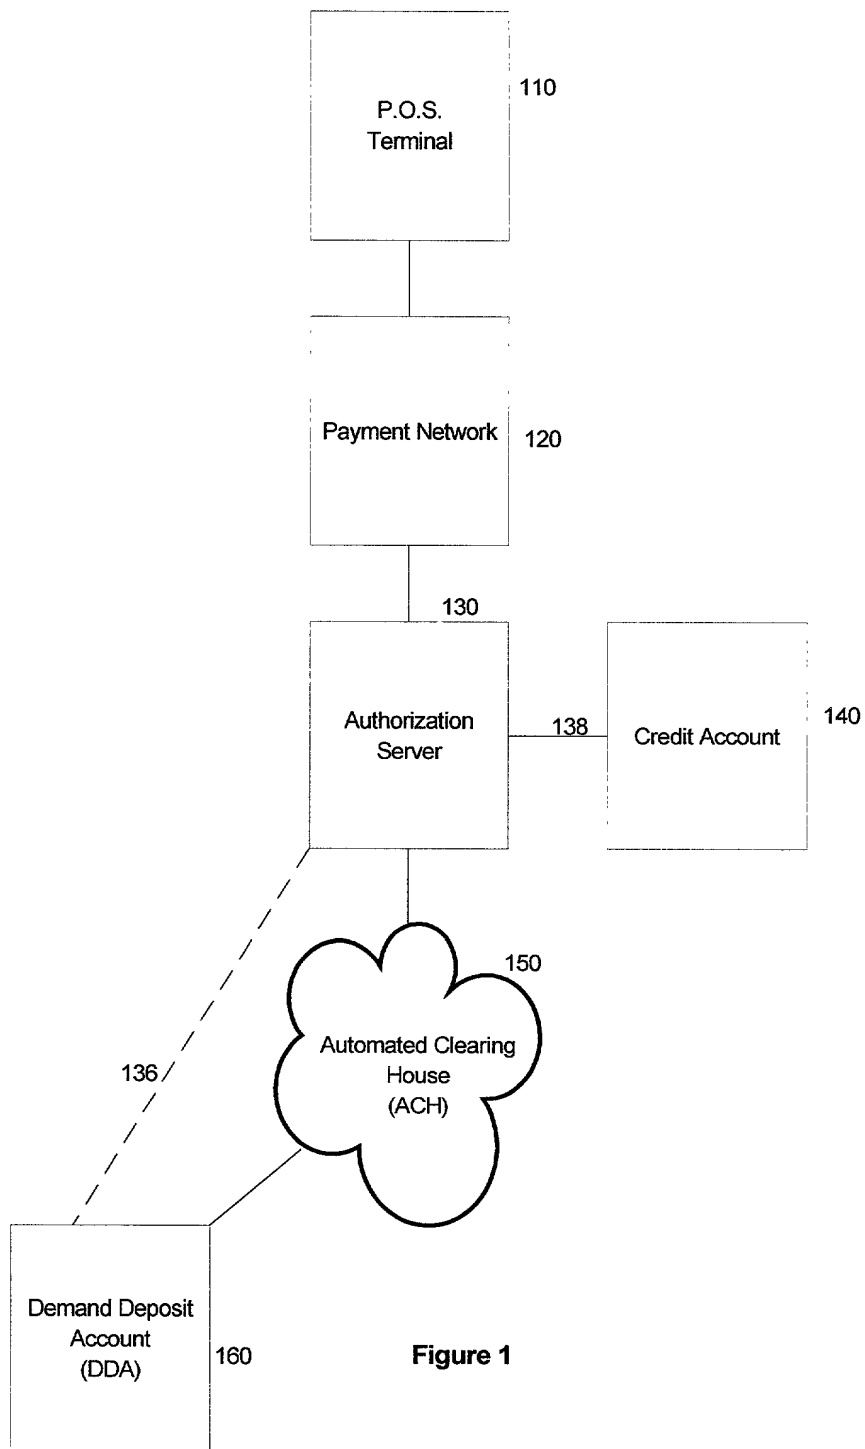 P.O.S.
Terminal
110
Payment Network
120
130
Authorization
Server
138
Credit Account
140
150
Automated Clearing
House
(ACH)
136
Demand Deposit
Account
(DDA)
160
Figure 1